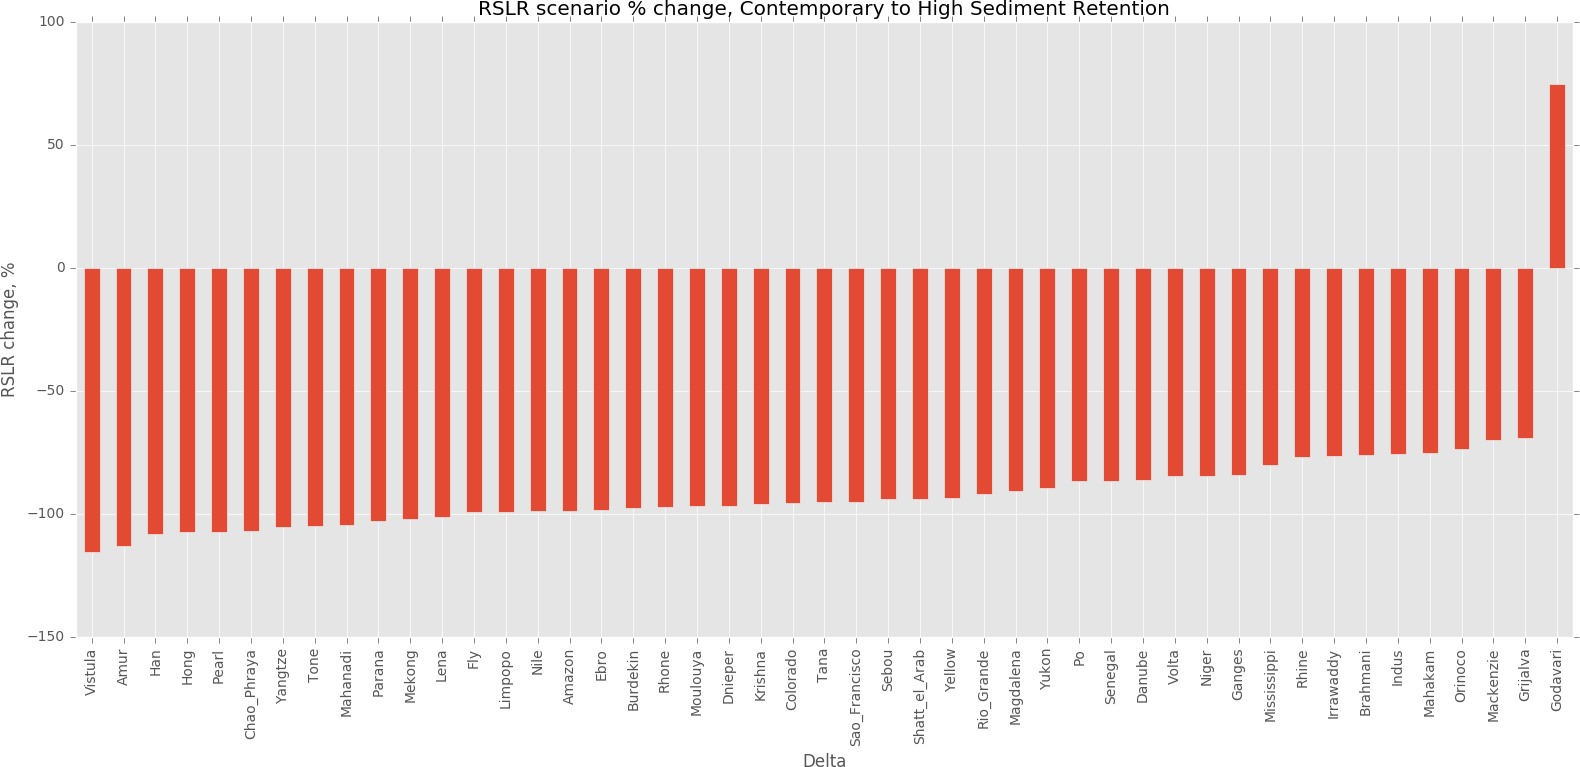 RSLR scenario % change, Contemporary to High Sediment Retention
100
50
0
−50
−100
−150
RSLR change, %
Vistula
Amur
Han
Hong
Pearl
Chao_Phraya
Yangtze
Tone
Mahanadi
Parana
Mekong
Lena
Fly
Limpopo
Nile
Amazon
Ebro
Burdekin
Rhone
Moulouya
Dnieper
Krishna
Colorado
Tana
Sao_Francisco
Sebou
Shatt_el_Arab
Yellow
Rio_Grande
Magdalena
Yukon
Po
Senegal
Danube
Volta
Niger
Ganges
Mississippi
Rhine
Irrawaddy
Brahmani
Indus
Mahakam
Orinoco
Mackenzie
Grijalva
Godavari
Delta